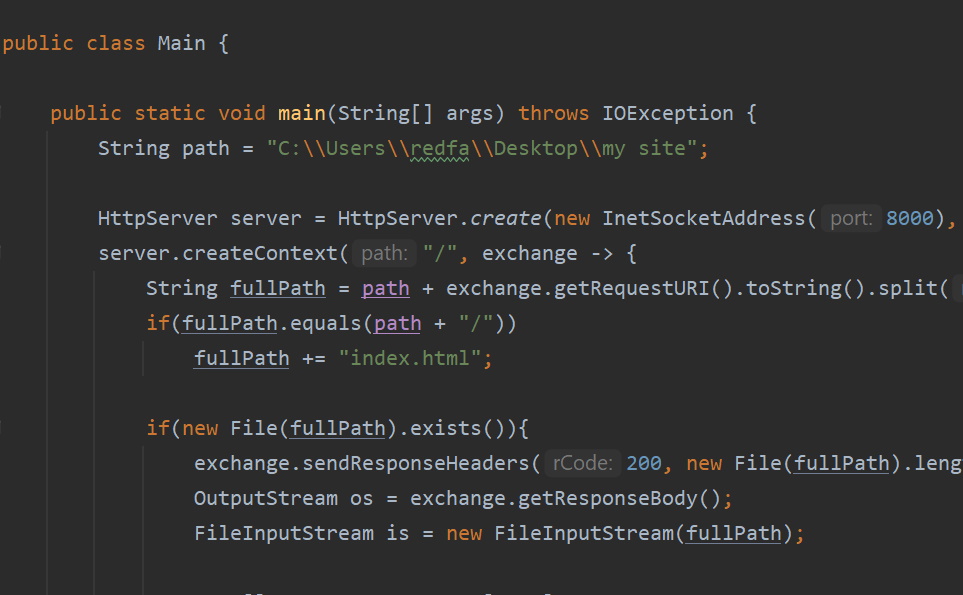 public class Main {
public static void main(String[] args) throws IOException {
String path = "C:\\Users\\redfa\\Desktop\\my site";
HttpServer server = HttpServer.create(new InetSocketAddress( port: 8000),
server.createContext( path: "/", exchange -> {
String fullPath = path + exchange.getRequestURI().toString().split(
if(fullPath.equals(path + "/"))
fullPath += "index.html";
if(new File(fullPath).exists()){
exchange.sendResponseHeaders( rCode: 200, new File(fullPath).leng
OutputStream os = exchange.getResponseBody();
FileInputStream is = new FileInputStream(fullPath);